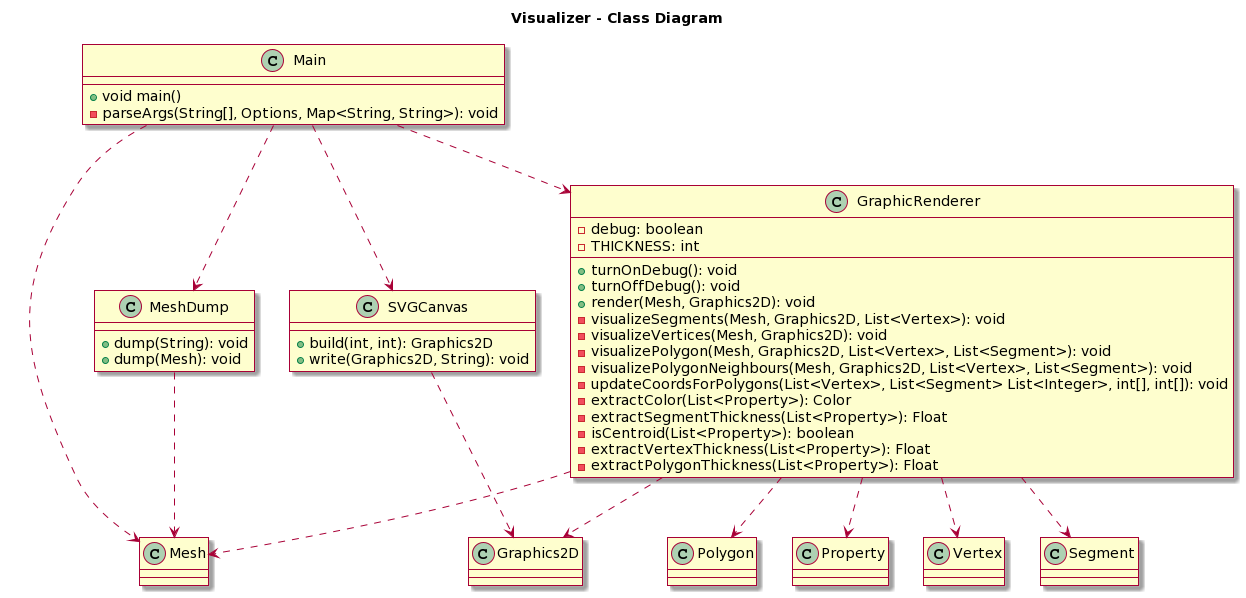 Visualizer - Class Diagram
C Main
void main()
parseArgs(String[], Options, Map<String, String>): void
C GraphicRenderer
debug: boolean
THICKNESS: int
turnOnDebug(): void
turnOffDebug(): void
render(Mesh, Graphics2D): void
visualizeSegments(Mesh, Graphics2D, List<Vertex>): void
visualizeVertices(Mesh, Graphics2D): void
visualizePolygon(Mesh, Graphics2D, List<Vertex>, List<Segment>): void
visualizePolygonNeighbours(Mesh, Graphics2D, List<Vertex>, List<Segment>): void
updateCoordsForPolygons(List<Vertex>, List<Segment> List<Integer>, int[], int[]): void
extractColor(List<Property>): Color
extractSegmentThickness(List<Property>): Float
isCentroid(List<Property>): boolean
extractVertexThickness(List<Property>): Float
extractPolygonThickness(List<Property>): Float
C MeshDump
dump(String): void
dump(Mesh): void
C SVGCanvas
build(int, int): Graphics2D
write(Graphics2D, String): void
C Mesh
C Graphics2D
C Polygon
C Property
C Vertex
C Segment